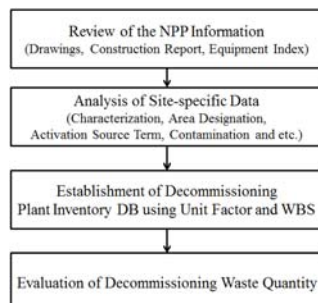 Review of the NPP Information
(Drawings, Construction Report, Equipment Index)
Analysis of Site-specific Data
(Characterization, Area Designation,
Activation Source Term, Contamination and etc.)
Establishment of Decommissioning
Plant Inventory DB using Unit Factor and WBS
Evaluation of Decommissioning Waste Quantity